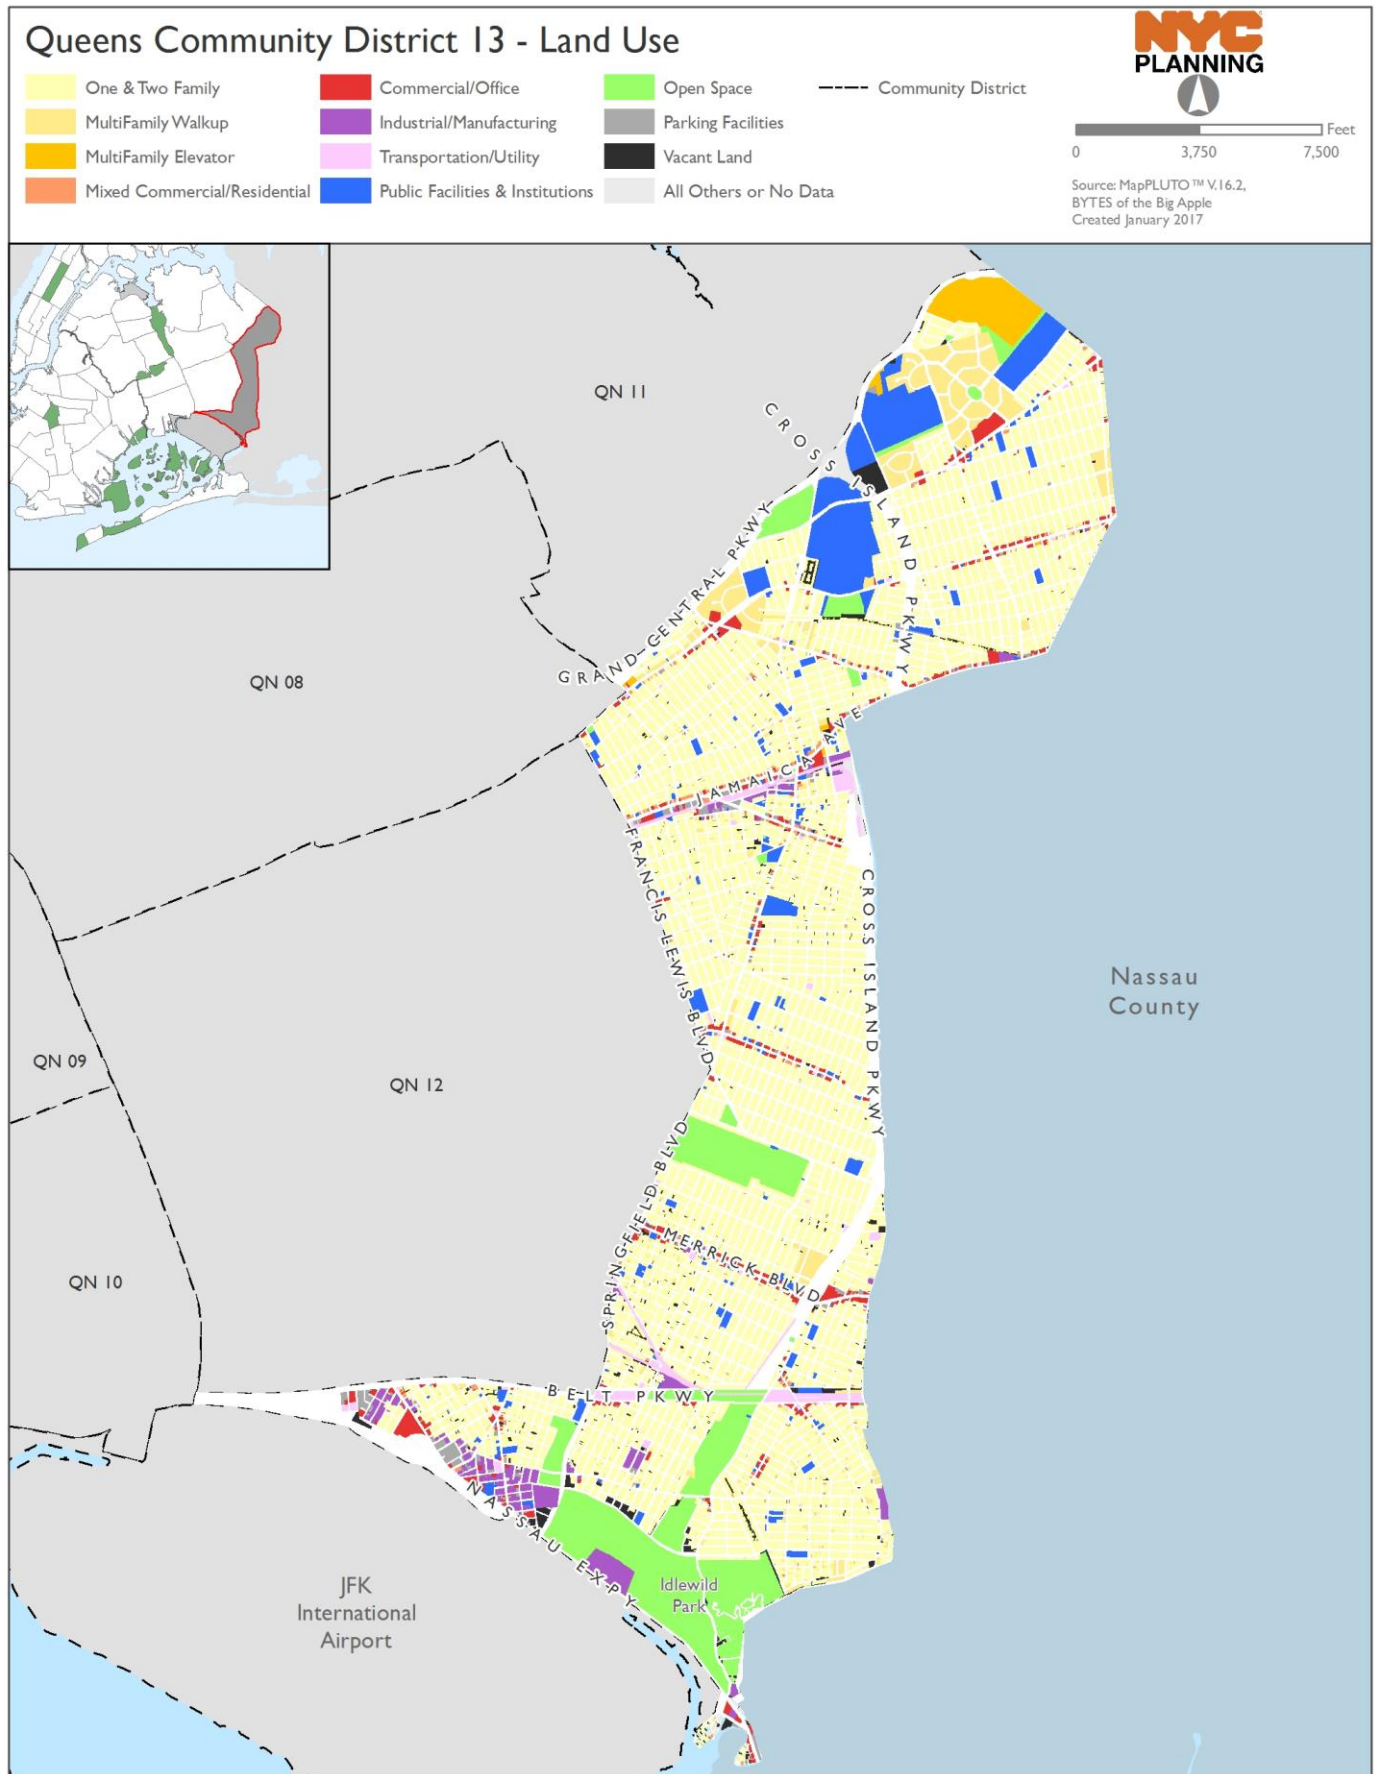 Queens Community District 13 - Land Use
One & Two Family
MultiFamily Walkup
MultiFamily Elevator
Mixed Commercial/Residential
Commercial/Office
Industrial/Manufacturing
Transportation/Utility
Public Facilities & Institutions
Open Space
Parking Facilities
Vacant Land
All Others or No Data
Community District
NYC
PLANNING
Feet
0 3,750 7,500
Source: MapPLUTO™ V.16.2,
BYTES of the Big Apple
Created January 2017
QN 11
CROSS ISLAND PKWY
GRAND CENTRAL PKWY
QN 08
JAMAICA AVE
FRANCIS LEWIS BLVD
CROSS ISLAND PKWY
Nassau
County
QN 09
QN 12
SPRINGFIELD BLVD
MERRICK BLVD
QN 10
BELT PKWY
NASSAU EXPY
JFK
International
Airport
Idlewild
Park